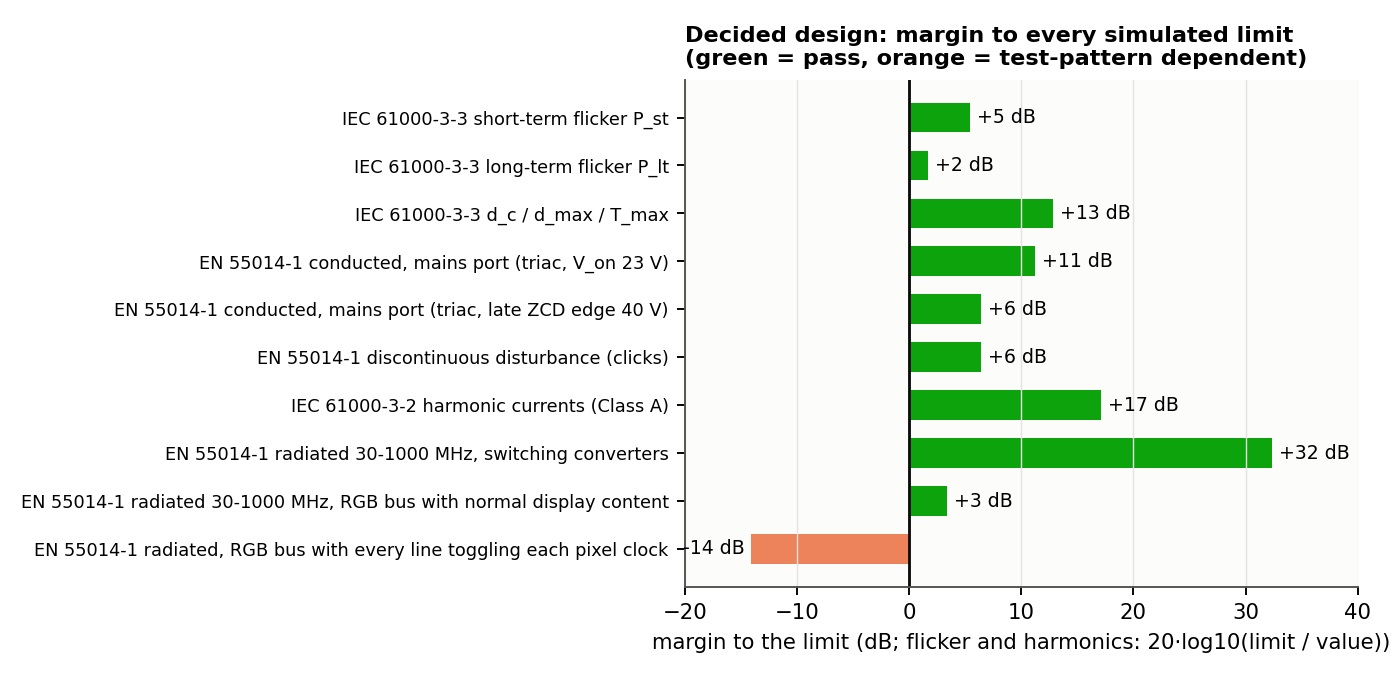 Decided design: margin to every simulated limit
(green = pass, orange = test-pattern dependent)
IEC 61000-3-3 short-term flicker P_st
+5 dB
IEC 61000-3-3 long-term flicker P_lt
+2 dB
IEC 61000-3-3 d_c / d_max / T_max
+13 dB
EN 55014-1 conducted, mains port (triac, V_on 23 V)
+11 dB
EN 55014-1 conducted, mains port (triac, late ZCD edge 40 V)
+6 dB
EN 55014-1 discontinuous disturbance (clicks)
+6 dB
IEC 61000-3-2 harmonic currents (Class A)
+17 dB
EN 55014-1 radiated 30-1000 MHz, switching converters
+32 dB
EN 55014-1 radiated 30-1000 MHz, RGB bus with normal display content
+3 dB
EN 55014-1 radiated, RGB bus with every line toggling each pixel clock
-14 dB
−20 −10 0 10 20 30 40
margin to the limit (dB; flicker and harmonics: 20·log10(limit / value))